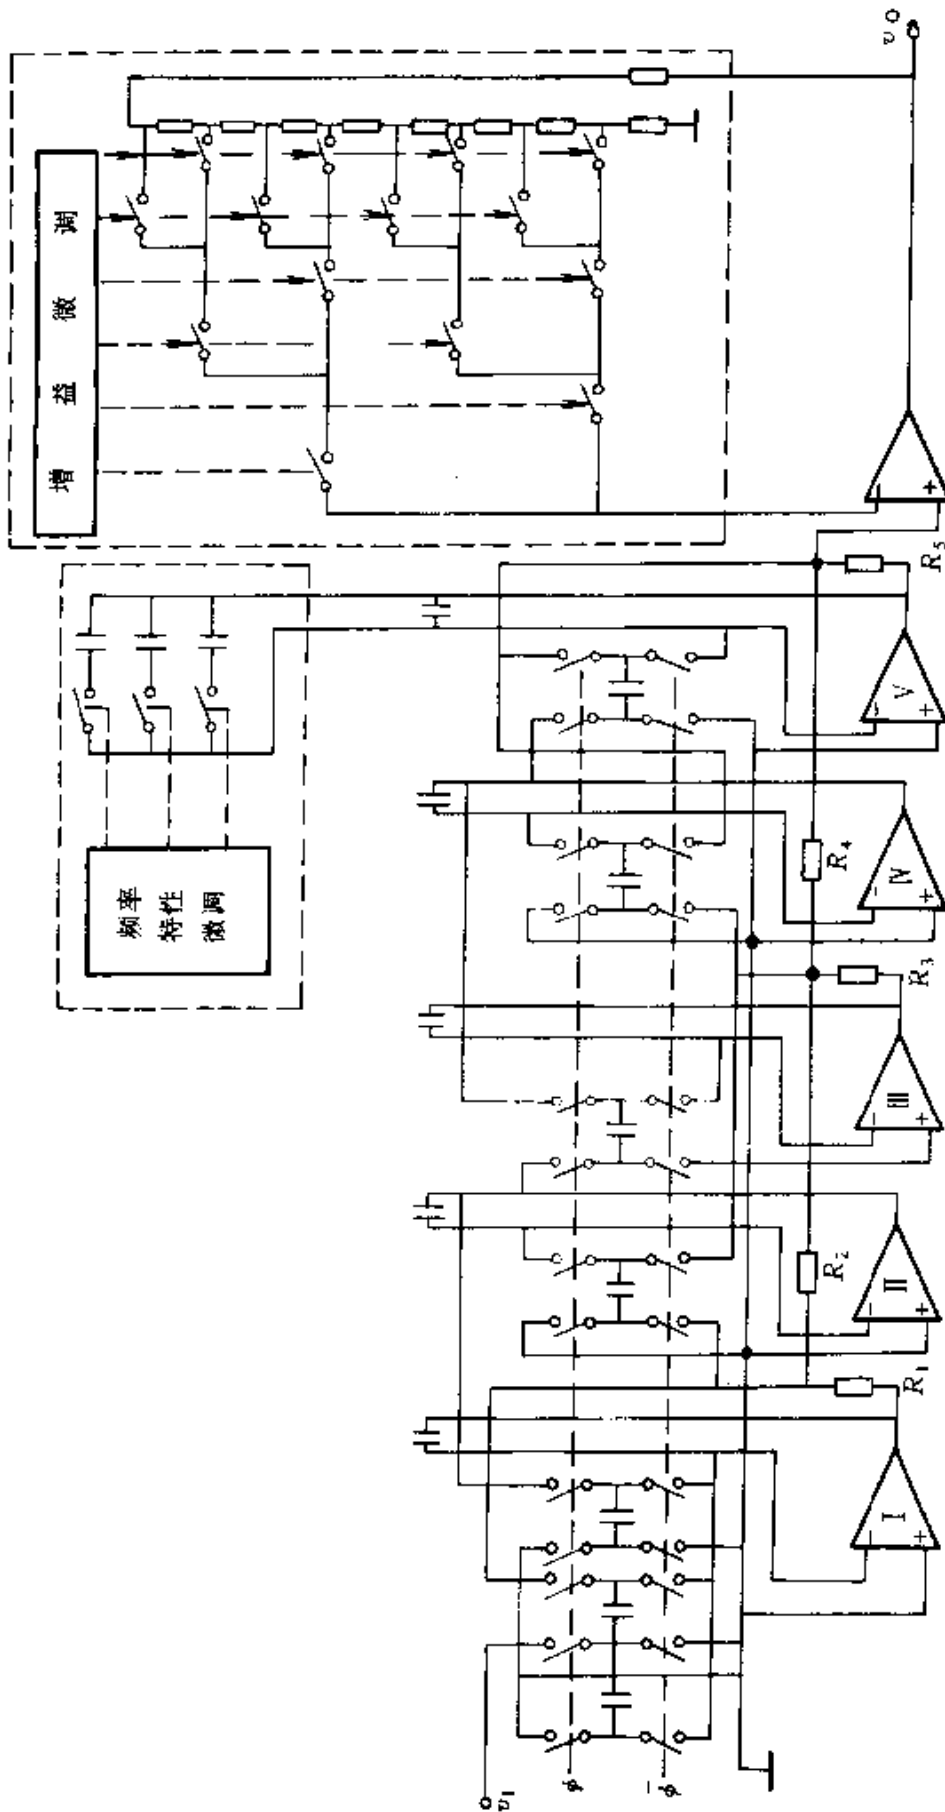 增益微调
频率
特性
微调
v_I
φ
φ̄
I
II
III
IV
V
R_1
R_2
R_3
R_4
R_5
v_O
− +
− +
− +
− +
− +
− +